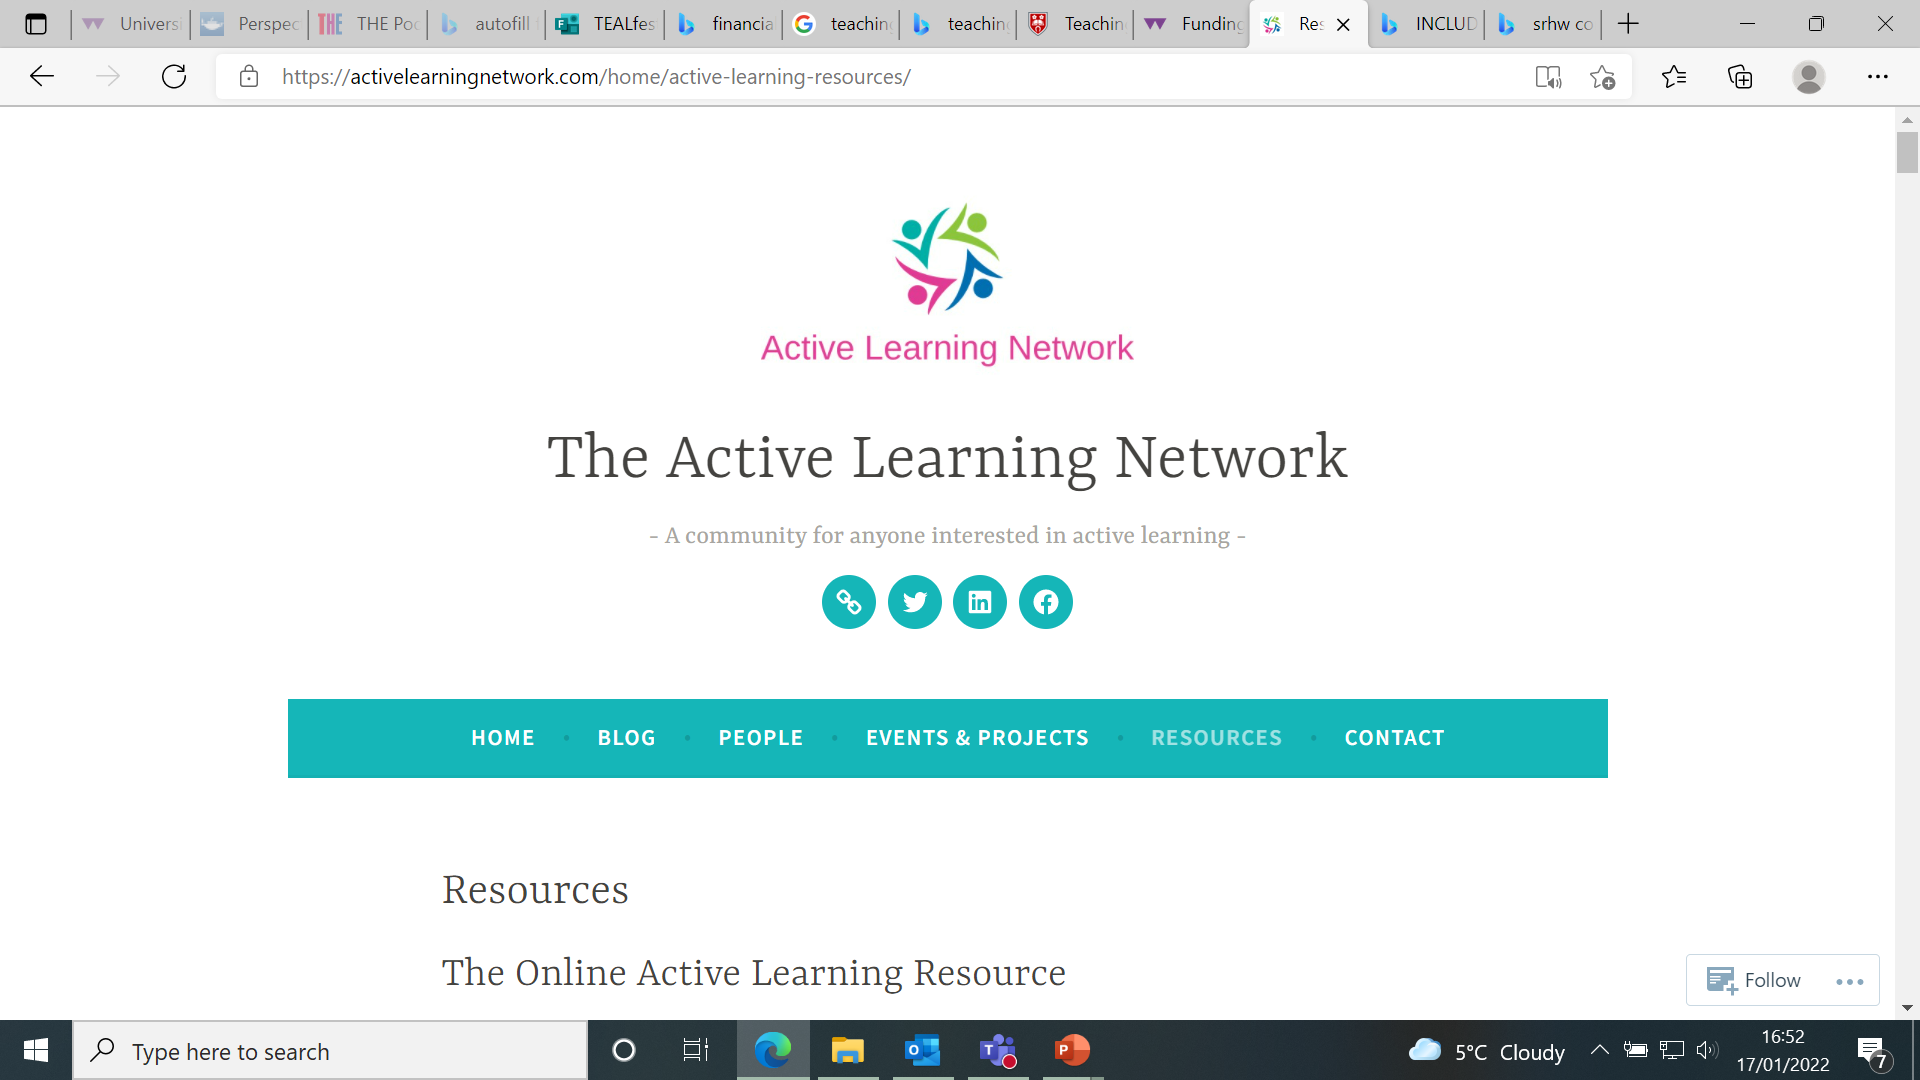 Univers
Perspec
THE
THE Poc
autofill f
TEALfes
financia
teaching
teaching
Teaching
Funding
Res
INCLUD
srhw co
https://activelearningnetwork.com/home/active-learning-resources/
Active Learning Network
The Active Learning Network
- A community for anyone interested in active learning -
HOME • BLOG • PEOPLE • EVENTS & PROJECTS • RESOURCES • CONTACT
Resources
The Online Active Learning Resource
Follow
Type here to search
5°C Cloudy
16:52
17/01/2022
7